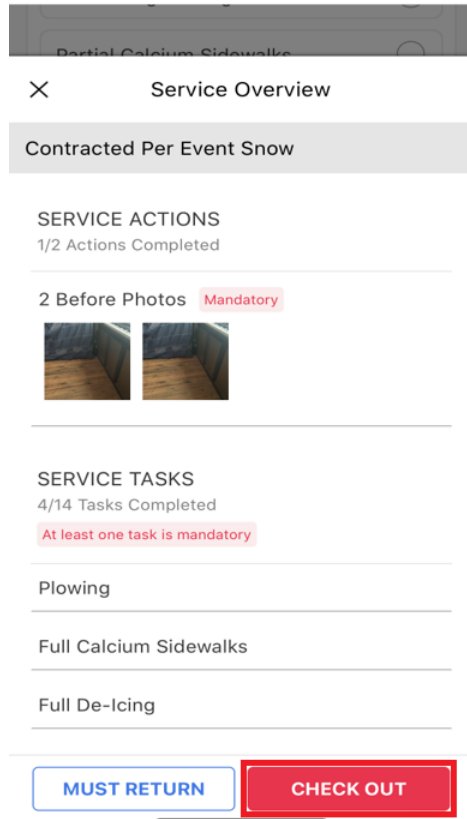 Partial Calcium Sidewalks
Service Overview
Contracted Per Event Snow
SERVICE ACTIONS
1/2 Actions Completed
2 Before Photos Mandatory
SERVICE TASKS
4/14 Tasks Completed
At least one task is mandatory
Plowing
Full Calcium Sidewalks
Full De-Icing
MUST RETURN CHECK OUT